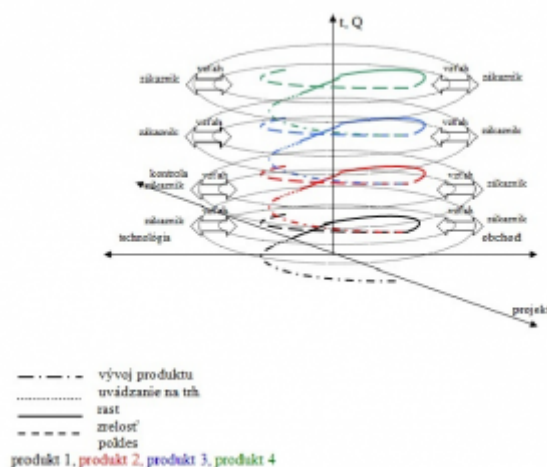 t, Q
vzťah vzťah
zákazník zákazník
vzťah vzťah
zákazník zákazník
kontrola vzťah vzťah
zákazník zákazník
vzťah vzťah
zákazník zákazník
technológia obchod
projekt
vývoj produktu
uvádzanie na trh
rast
zrelosť
pokles
produkt 1, produkt 2, produkt 3, produkt 4